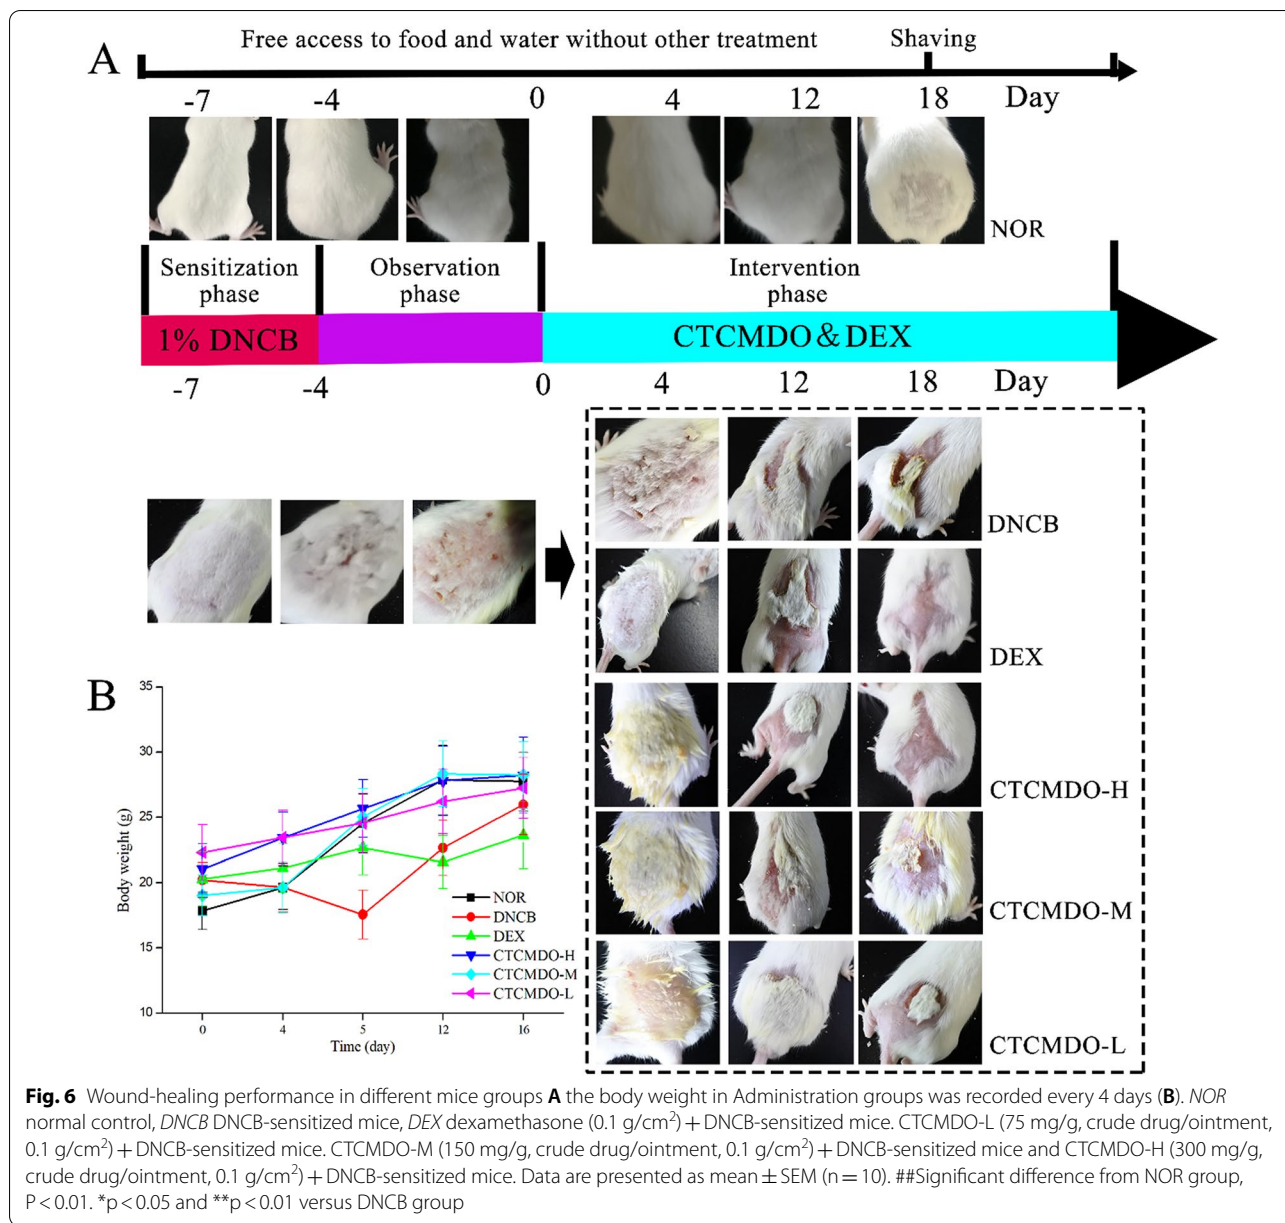 Free access to food and water without other treatment
Shaving
A
-7 -4 0 4 12 18 Day
NOR
Sensitization phase
Observation phase
Intervention phase
1% DNCB
CTCMDO & DEX
-7 -4 0 4 12 18 Day
DNCB
DEX
CTCMDO-H
CTCMDO-M
CTCMDO-L
B
35
30
25
20
15
10
Body weight (g)
NOR
DNCB
DEX
CTCMDO-H
CTCMDO-M
CTCMDO-L
0 4 5 12 16
Time (day)
Fig. 6 Wound-healing performance in different mice groups A the body weight in Administration groups was recorded every 4 days (B). NOR
normal control, DNCB DNCB-sensitized mice, DEX dexamethasone (0.1 g/cm²) + DNCB-sensitized mice. CTCMDO-L (75 mg/g, crude drug/ointment,
0.1 g/cm²) + DNCB-sensitized mice. CTCMDO-M (150 mg/g, crude drug/ointment, 0.1 g/cm²) + DNCB-sensitized mice and CTCMDO-H (300 mg/g,
crude drug/ointment, 0.1 g/cm²) + DNCB-sensitized mice. Data are presented as mean ± SEM (n = 10). ##Significant difference from NOR group,
P < 0.01. *p < 0.05 and **p < 0.01 versus DNCB group